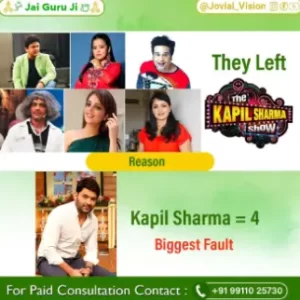 Jai Guru Ji
@Jovial_Vision
They Left
The
KAPIL SHARMA
show
Reason
Kapil Sharma = 4
Biggest Fault
For Paid Consultation Contact :
+91 99110 25730